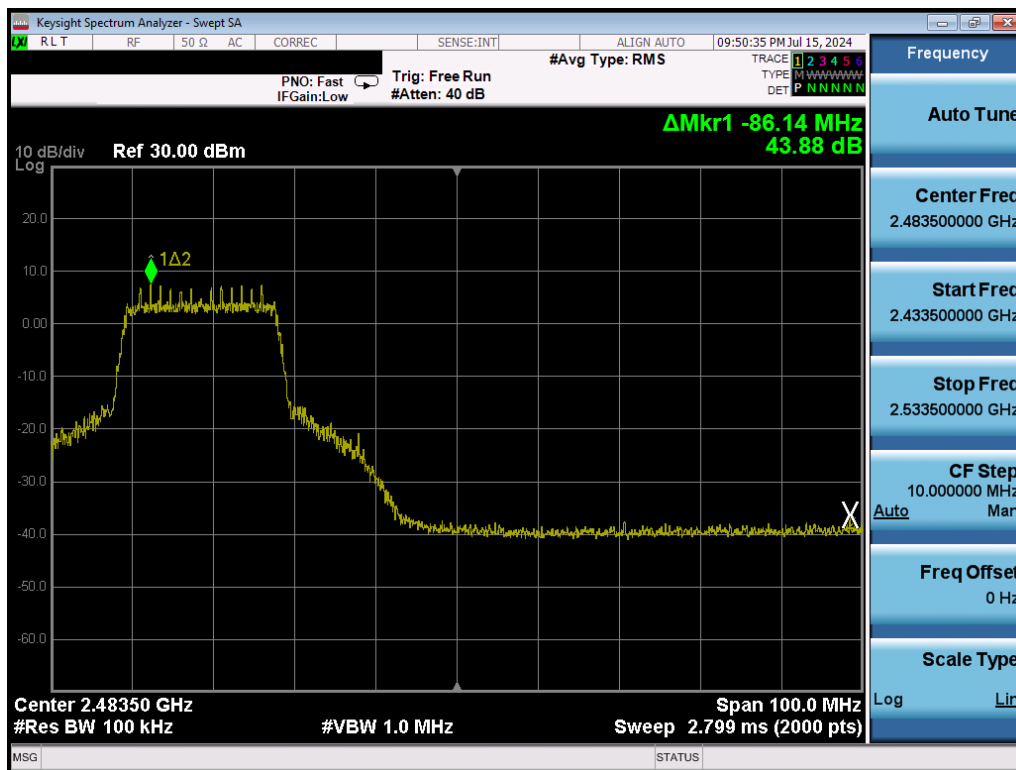 Keysight Spectrum Analyzer - Swept SA
LXI RLT RF 50 Ω AC CORREC SENSE:INT ALIGN AUTO 09:50:35 PM Jul 15, 2024
#Avg Type: RMS
TRACE 1 2 3 4 5 6
PNO: Fast Trig: Free Run TYPE M WWWWW
IFGain:Low #Atten: 40 dB DET P N N N N N
ΔMkr1 -86.14 MHz
43.88 dB
10 dB/div Ref 30.00 dBm
Log
20.0
10.0
0.00
-10.0
-20.0
-30.0
-40.0
-50.0
-60.0
1Δ2
X
Center 2.48350 GHz Span 100.0 MHz
#Res BW 100 kHz #VBW 1.0 MHz Sweep 2.799 ms (2000 pts)
MSG STATUS
Frequency
Auto Tune
Center Freq
2.483500000 GHz
Start Freq
2.433500000 GHz
Stop Freq
2.533500000 GHz
CF Step
10.000000 MHz
Auto Man
Freq Offset
0 Hz
Scale Type
Log Lin